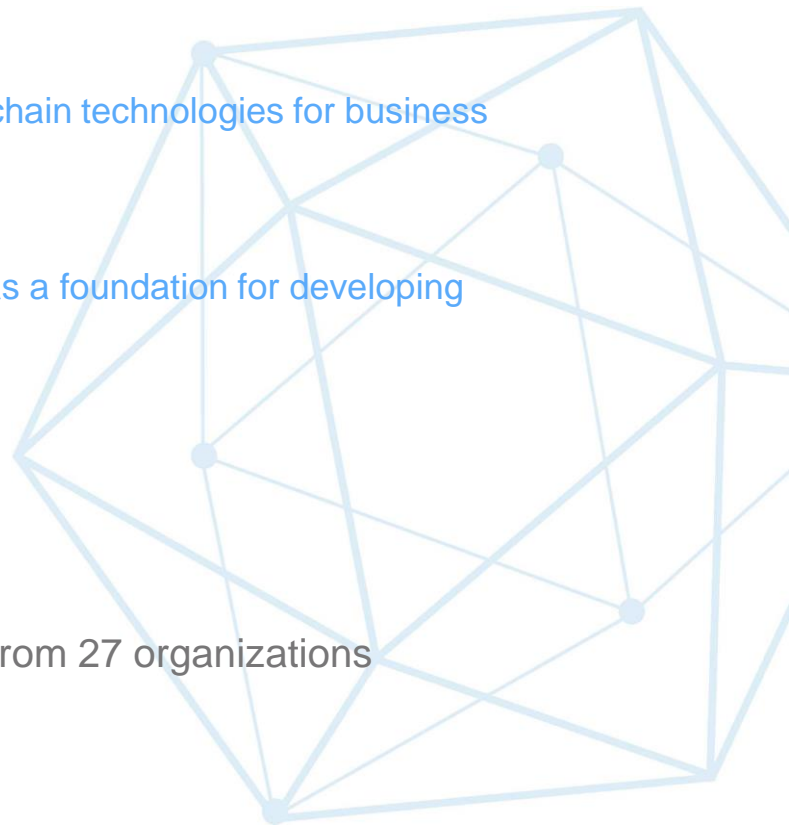 chain technologies for business
s a foundation for developing
rom 27 organizations